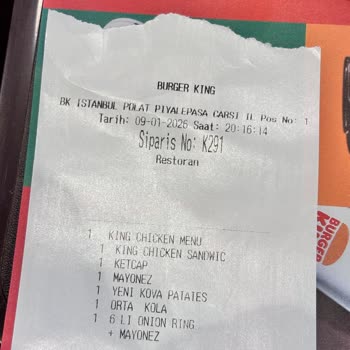 BURGER KING
BK ISTANBUL POLAT PIYALEPASA CARSI IL Pos No: 1
Tarih: 09-01-2026 Saat: 20:16:14
Siparis No: K291
Restoran
1 KING CHICKEN MENU
1 KING CHICKEN SANDWIC
1 KETCAP
1 MAYONEZ
1 YENI KOVA PATATES
1 ORTA KOLA
1 6 LI ONION RING
+ MAYONEZ
BURGER